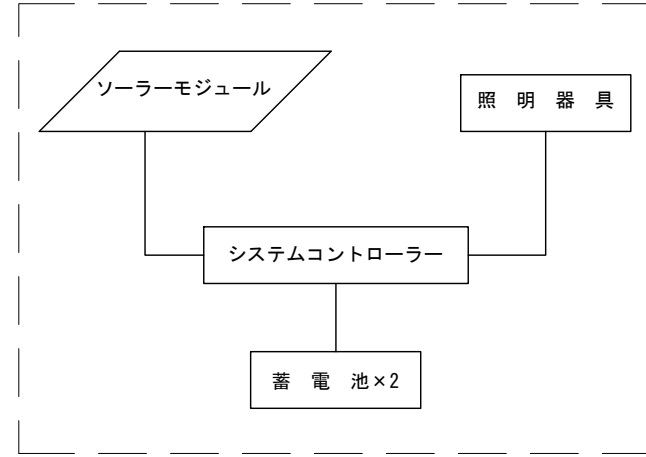 ソーラーモジュール
照 明 器 具
システムコントローラー
蓄 電 池×2